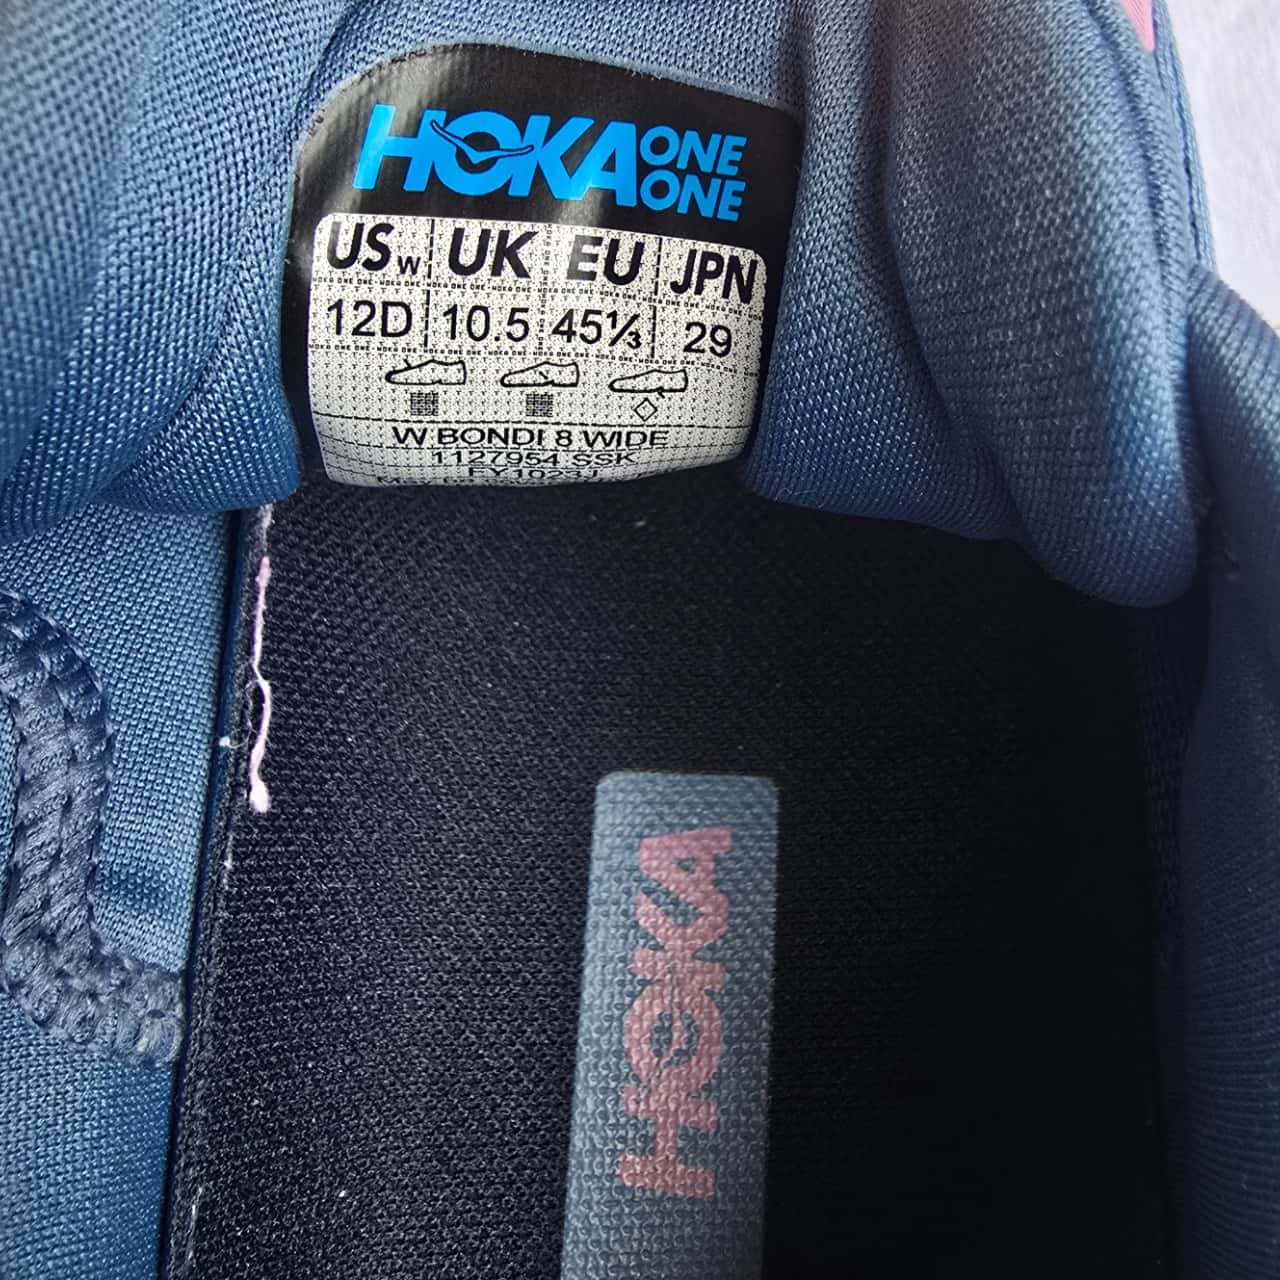 HOKA ONE ONE
USW UK EU JPN
12D 10.5 45⅓ 29
W BONDI 8 WIDE
1127954 SSK
HOKA